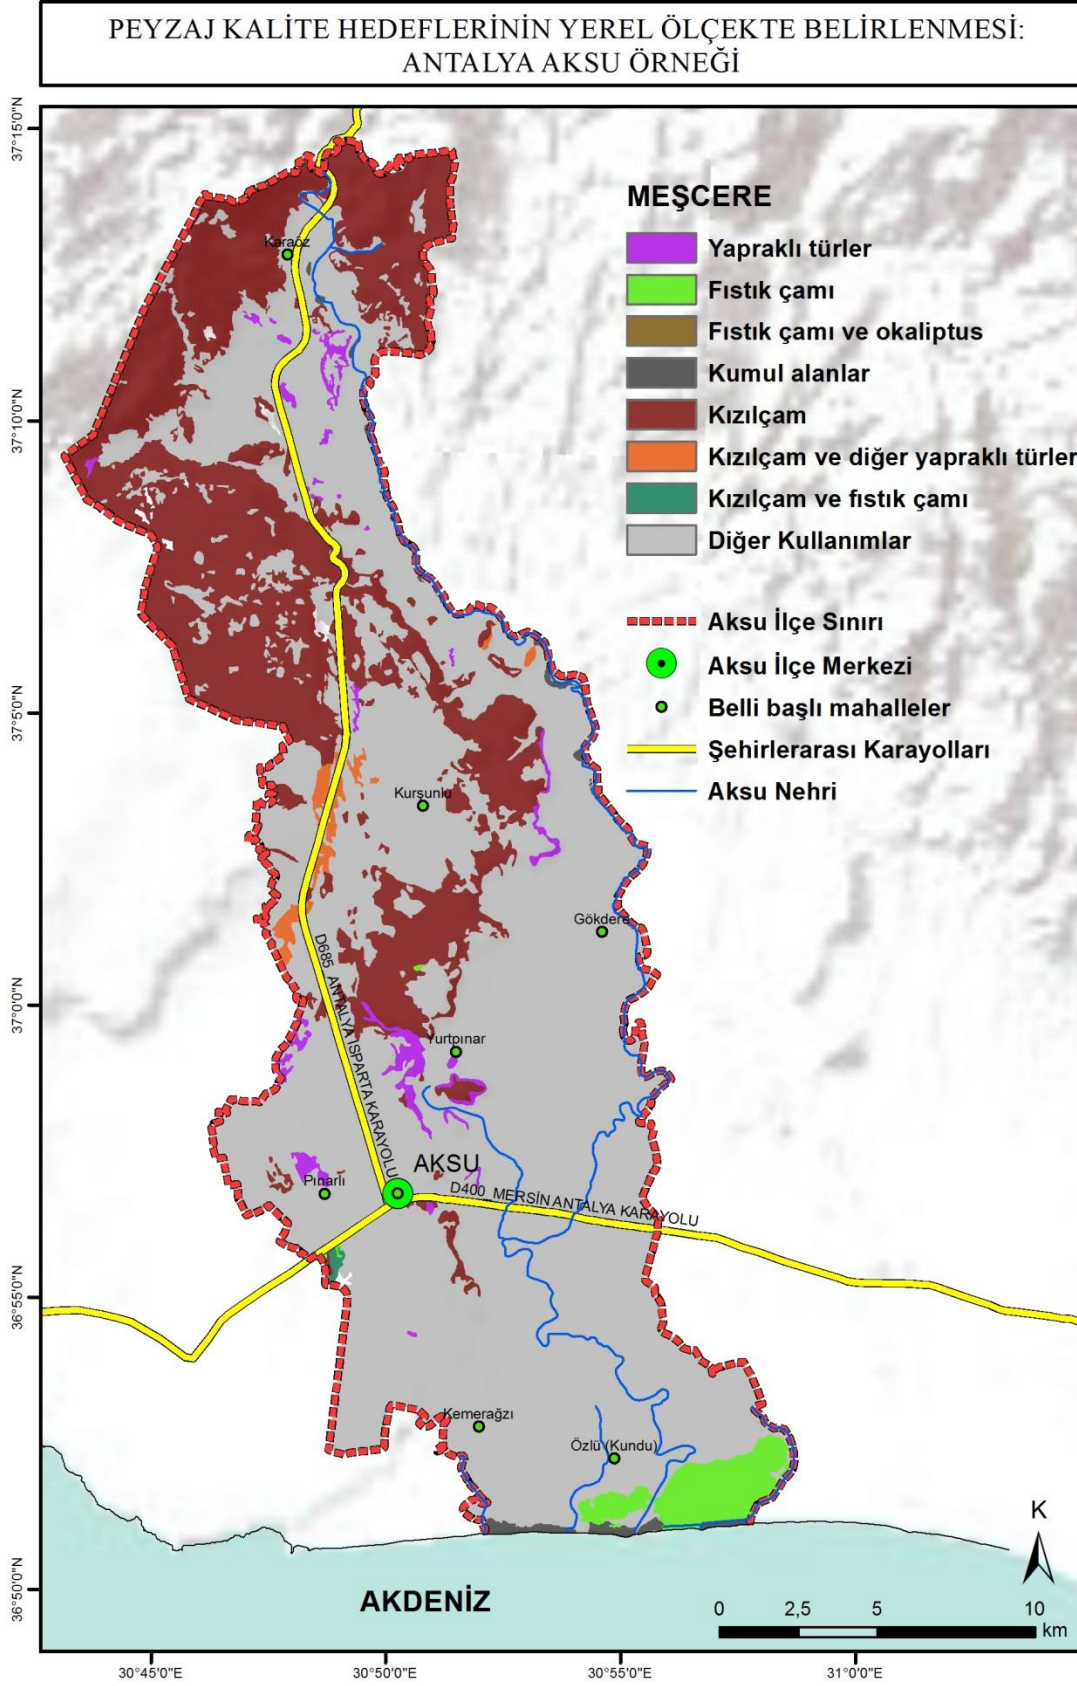 PEYZAJ KALİTE HEDEFLERİNİN YEREL ÖLÇEKTE BELİRLENMESİ:
ANTALYA AKSU ÖRNEĞİ
37°15'0"N
37°10'0"N
37°5'0"N
37°0'0"N
36°55'0"N
36°50'0"N
MEŞCERE
Yapraklı türler
Fıstık çamı
Fıstık çamı ve okaliptus
Kumul alanlar
Kızılçam
Kızılçam ve diğer yapraklı türler
Kızılçam ve fıstık çamı
Diğer Kullanımlar
Aksu İlçe Sınırı
Aksu İlçe Merkezi
Belli başlı mahalleler
Şehirlerarası Karayolları
Aksu Nehri
Karaöz
Kurşunlu
Gökdere
D685_ANTALYA ISPARTA KARAYOLU
Yurtpınar
AKSU
Pınarlı
D400_MERSİN ANTALYA KARAYOLU
Kemerağzı
Özlü (Kundu)
K
AKDENİZ
0 2,5 5 10
km
30°45'0"E 30°50'0"E 30°55'0"E 31°0'0"E